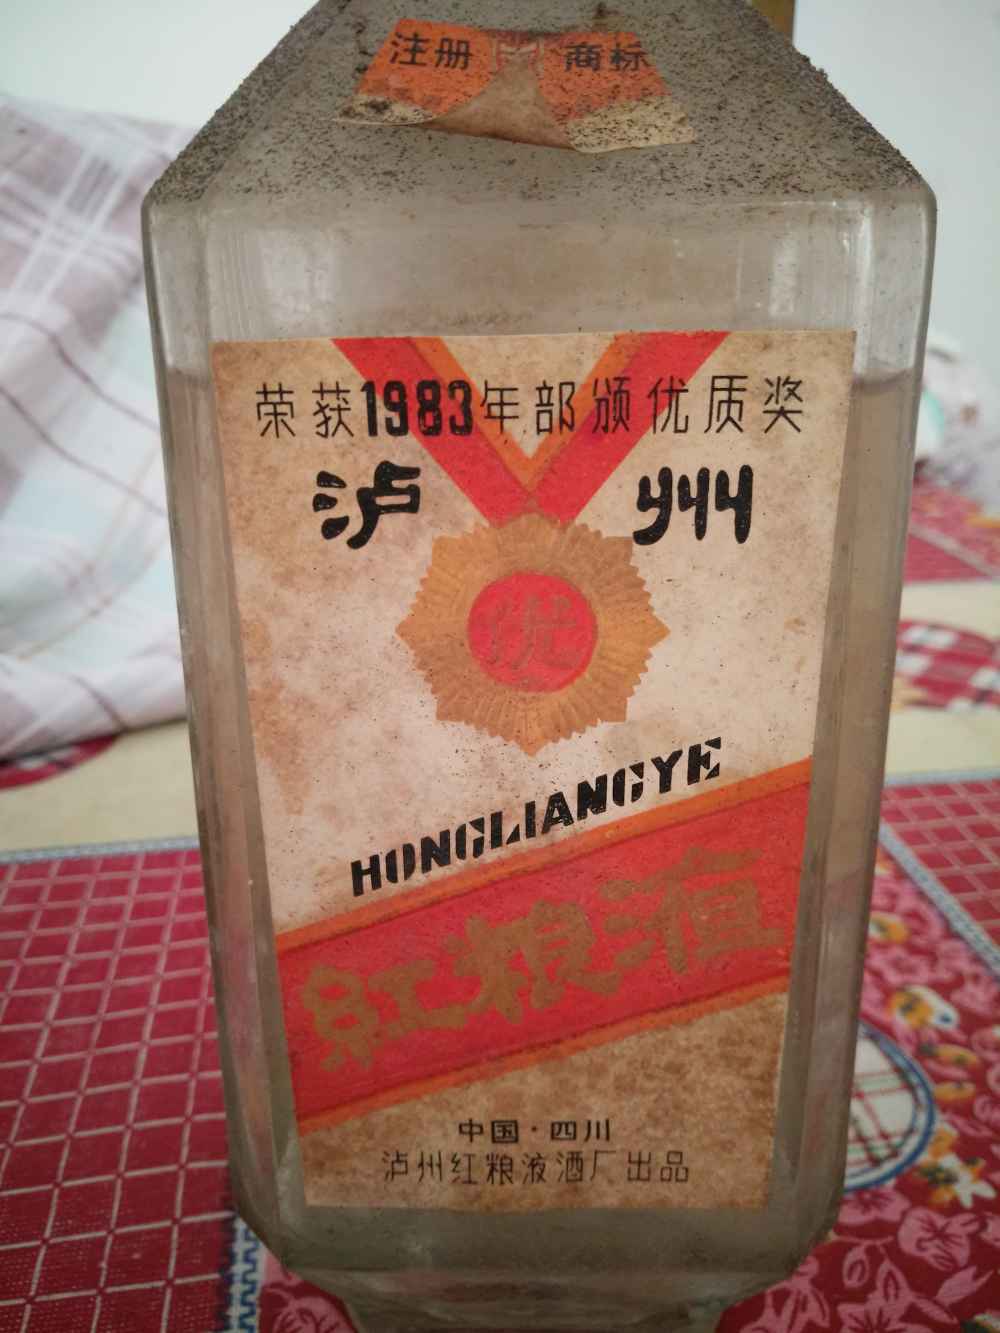 注册 商标
荣获1983年部颁优质奖
泸 州
优
HONGLIANGYE
红粮液
中国·四川
泸州红粮液酒厂出品